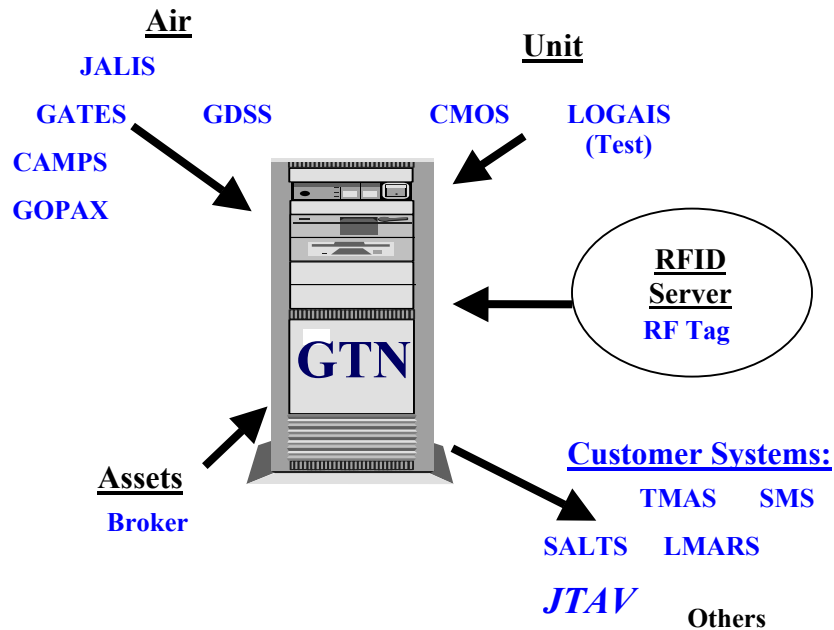 Air
JALIS
GATES GDSS
CAMPS
GOPAX
Unit
CMOS LOGAIS
(Test)
RFID
Server
RF Tag
GTN
Assets
Broker
Customer Systems:
TMAS SMS
SALTS LMARS
JTAV Others